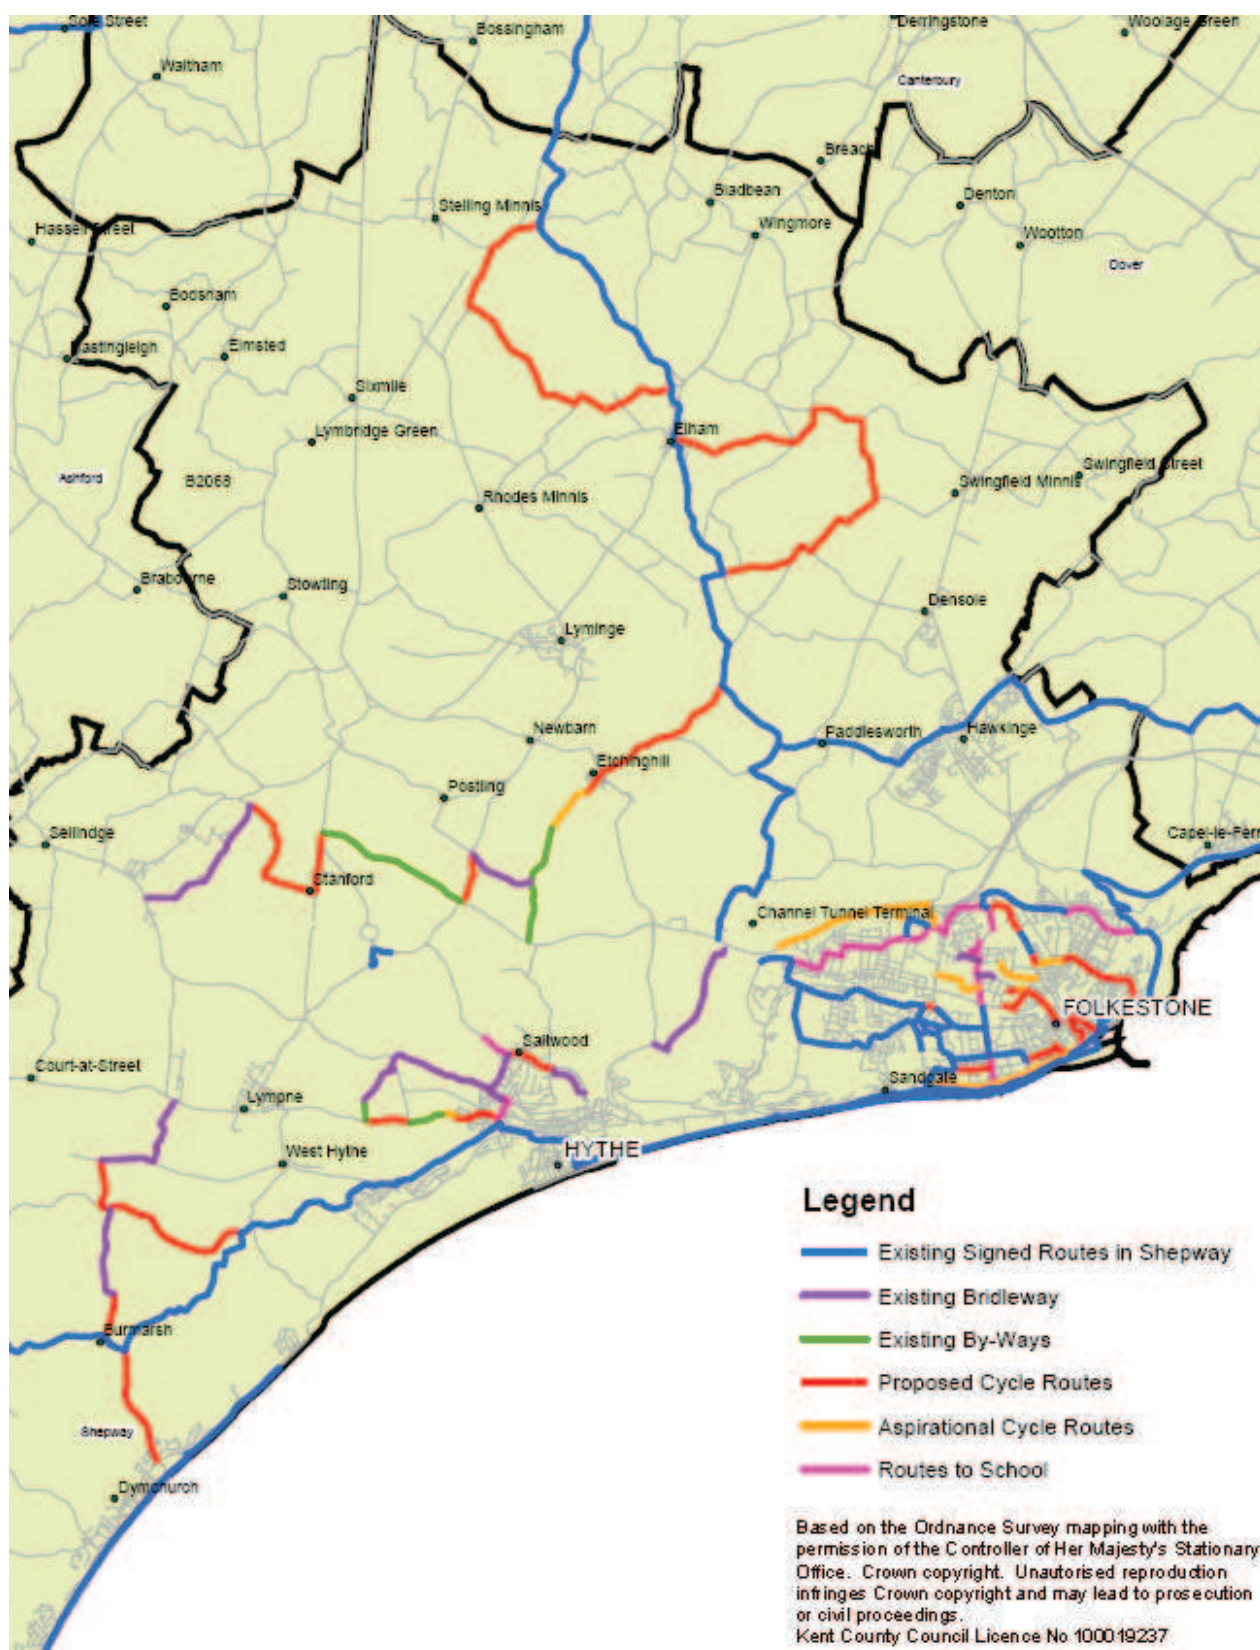 Sole Street
Bossingham
Derringstone
Woolage Green
Waltham
Canterbury
Breach
Bladbean
Denton
Stelling Minnis
Wingmore
Hassell Street
Wootton
Dover
Bodsham
Hastingleigh
Elmsted
Sixmile
Elham
Lymbridge Green
Swingfield Street
Ashford
B2068
Swingfield Minnis
Rhodes Minnis
Brabourne
Stowting
Densole
Lyminge
Newbarn
Paddlesworth
Hawkinge
Etchinghill
Postling
Sellindge
Capel-le-Fern
Stanford
Channel Tunnel Terminal
FOLKESTONE
Saltwood
Court-at-Street
Sandgate
Lympne
West Hythe
HYTHE
Burmarsh
Shepway
Dymchurch
Legend
Existing Signed Routes in Shepway
Existing Bridleway
Existing By-Ways
Proposed Cycle Routes
Aspirational Cycle Routes
Routes to School
Based on the Ordnance Survey mapping with the
permission of the Controller of Her Majesty's Stationary
Office. Crown copyright. Unautorised reproduction
infringes Crown copyright and may lead to prosecution
or civil proceedings.
Kent County Council Licence No 100019237